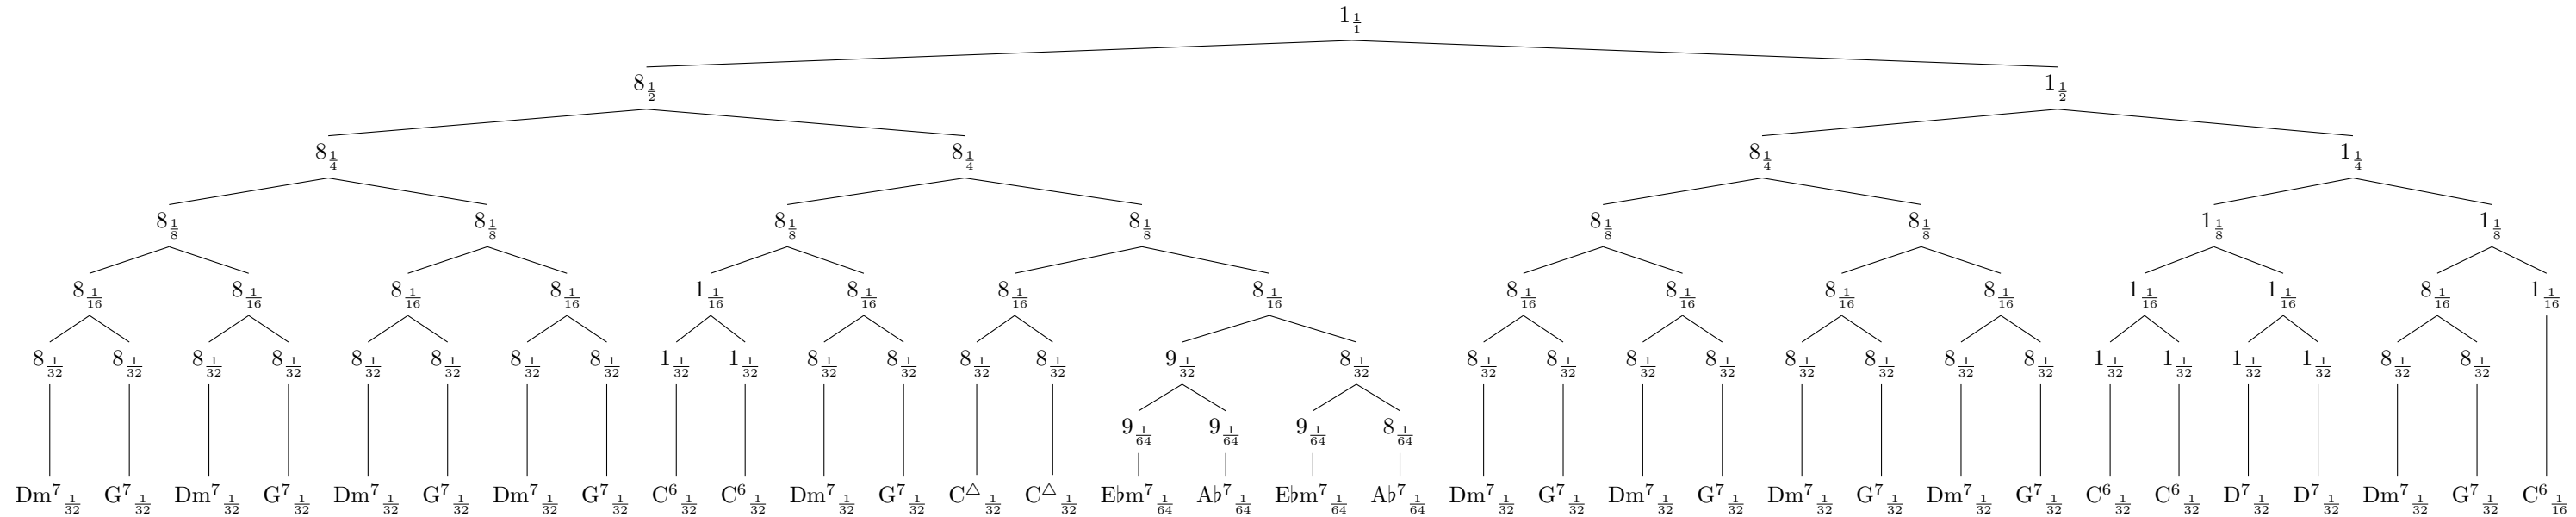 1 1/1
8 1/2 1 1/2
8 1/4 8 1/4 8 1/4 1 1/4
8 1/8 8 1/8 8 1/8 8 1/8 8 1/8 8 1/8 1 1/8 1 1/8
8 1/16 8 1/16 8 1/16 8 1/16 1 1/16 8 1/16 8 1/16 8 1/16 8 1/16 8 1/16 8 1/16 8 1/16 1 1/16 1 1/16 8 1/16 1 1/16
8 1/32 8 1/32 8 1/32 8 1/32 8 1/32 8 1/32 8 1/32 8 1/32 1 1/32 1 1/32 8 1/32 8 1/32 8 1/32 8 1/32 9 1/32 8 1/32 8 1/32 8 1/32 8 1/32 8 1/32 8 1/32 8 1/32 8 1/32 8 1/32 1 1/32 1 1/32 1 1/32 1 1/32 8 1/32 8 1/32
9 1/64 9 1/64 9 1/64 8 1/64
Dm⁷ 1/32 G⁷ 1/32 Dm⁷ 1/32 G⁷ 1/32 Dm⁷ 1/32 G⁷ 1/32 Dm⁷ 1/32 G⁷ 1/32 C⁶ 1/32 C⁶ 1/32 Dm⁷ 1/32 G⁷ 1/32 C△ 1/32 C△ 1/32 E♭m⁷ 1/64 A♭⁷ 1/64 E♭m⁷ 1/64 A♭⁷ 1/64 Dm⁷ 1/32 G⁷ 1/32 Dm⁷ 1/32 G⁷ 1/32 Dm⁷ 1/32 G⁷ 1/32 Dm⁷ 1/32 G⁷ 1/32 C⁶ 1/32 C⁶ 1/32 D⁷ 1/32 D⁷ 1/32 Dm⁷ 1/32 G⁷ 1/32 C⁶ 1/16